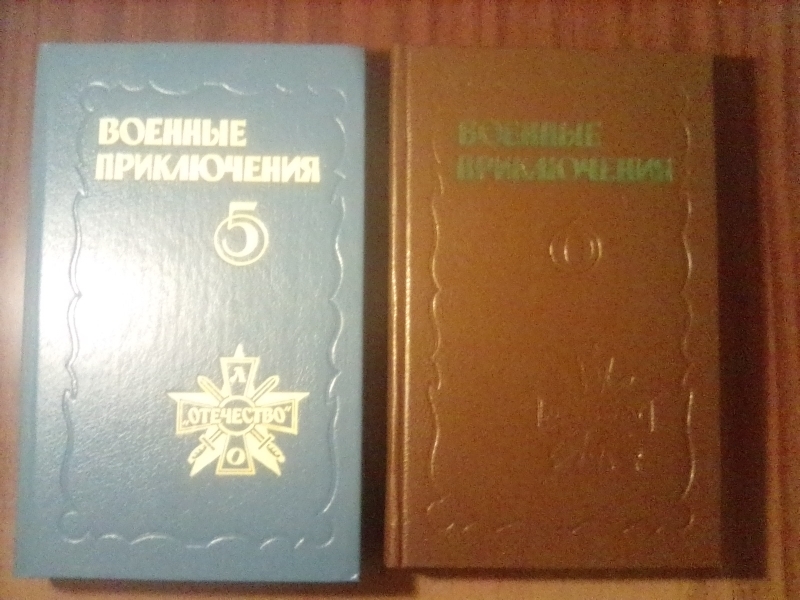 ВОЕННЫЕ
ПРИКЛЮЧЕНИЯ
5
Л
„ОТЕЧЕСТВО"
О
ВОЕННЫЕ
ПРИКЛЮЧЕНИЯ